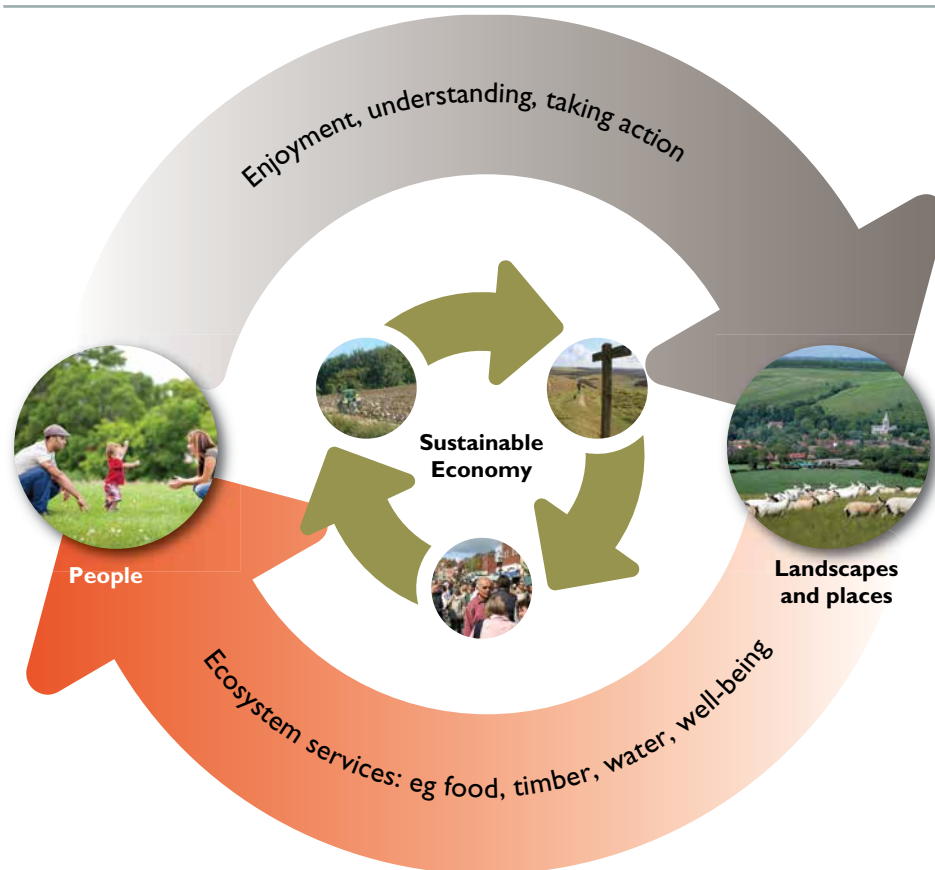 Enjoyment, understanding, taking action
Sustainable
Economy
People
Landscapes
and places
Ecosystem services: eg food, timber, water, well-being